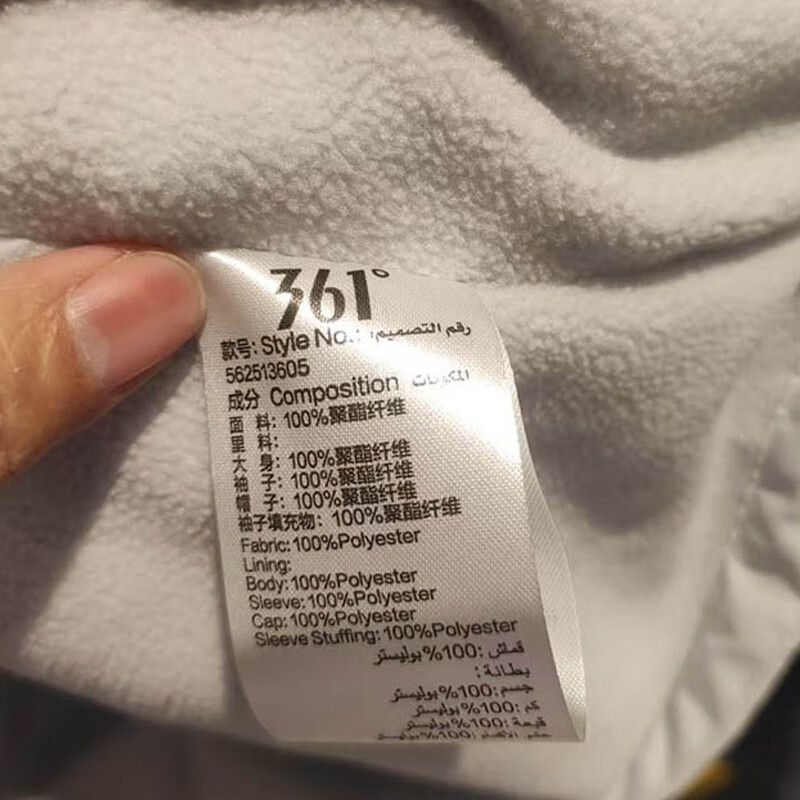 361°
款号: Style No.: رقم التصميم:
562513605
成分 Composition المكونات
面 料: 100%聚酯纤维
里 料:
大 身: 100%聚酯纤维
袖 子: 100%聚酯纤维
帽 子: 100%聚酯纤维
袖子填充物: 100%聚酯纤维
Fabric:100%Polyester
Lining:
Body:100%Polyester
Sleeve:100%Polyester
Cap:100%Polyester
Sleeve Stuffing:100%Polyester
قماش :100%بوليستر
بطانة :
جسم :100%بوليستر
كم :100%بوليستر
قبعة :100%بوليستر
:100%بوليستر